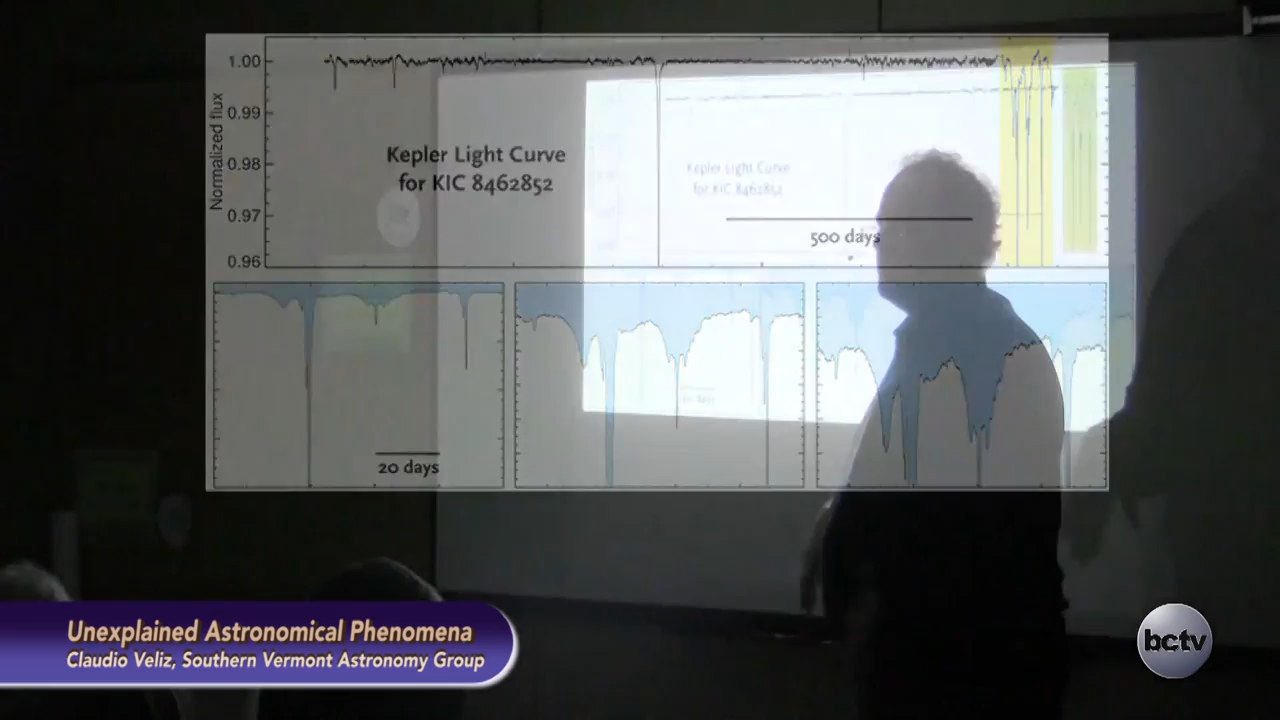 1.00
0.99
0.98
0.97
0.96
Normalized flux
Kepler Light Curve
for KIC 8462852
Kepler Light Curve
for KIC 8462852
500 days
20 days
Unexplained Astronomical Phenomena
Claudio Veliz, Southern Vermont Astronomy Group
bctv